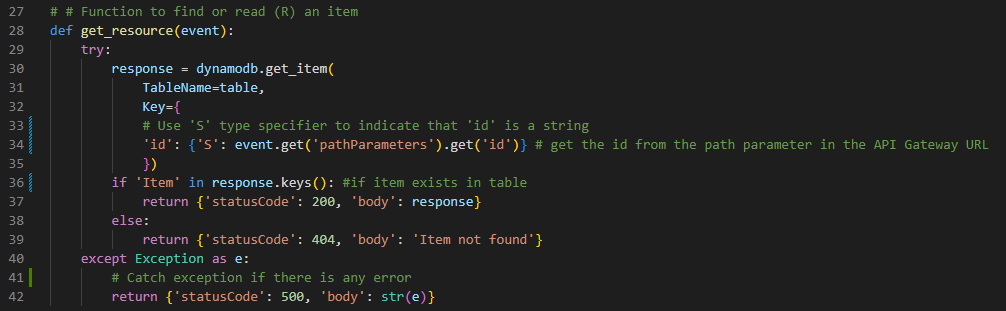 27 # # Function to find or read (R) an item
28 def get_resource(event):
29     try:
30         response = dynamodb.get_item(
31             TableName=table,
32             Key={
33             # Use 'S' type specifier to indicate that 'id' is a string
34             'id': {'S': event.get('pathParameters').get('id')} # get the id from the path parameter in the API Gateway URL
35             })
36         if 'Item' in response.keys(): #if item exists in table
37             return {'statusCode': 200, 'body': response}
38         else:
39             return {'statusCode': 404, 'body': 'Item not found'}
40     except Exception as e:
41         # Catch exception if there is any error
42         return {'statusCode': 500, 'body': str(e)}